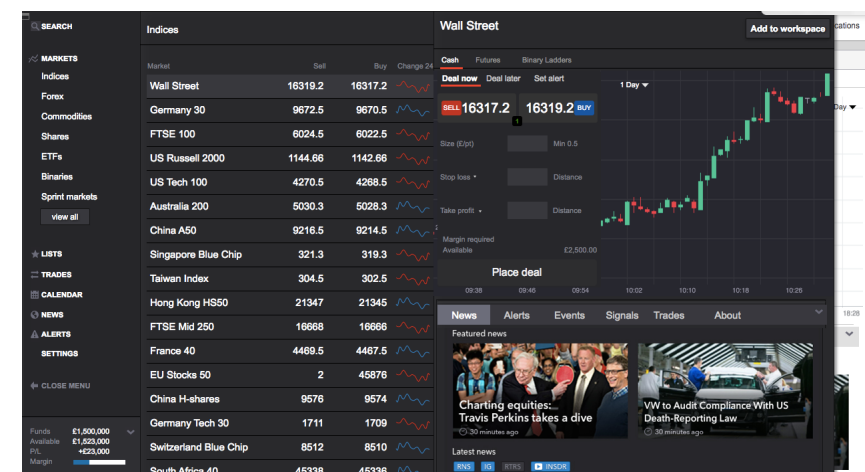 SEARCH
MARKETS
Indices
Forex
Commodities
Shares
ETFs
Binaries
Sprint markets
view all
LISTS
TRADES
CALENDAR
NEWS
ALERTS
SETTINGS
CLOSE MENU
Funds £1,500,000
Available £1,523,000
P/L +£23,000
Margin
Indices
Market Sell Buy Change 24
Wall Street 16319.2 16317.2
Germany 30 9672.5 9670.5
FTSE 100 6024.5 6022.5
US Russell 2000 1144.66 1142.66
US Tech 100 4270.5 4268.5
Australia 200 5030.3 5028.3
China A50 9216.5 9214.5
Singapore Blue Chip 321.3 319.3
Taiwan Index 304.5 302.5
Hong Kong HS50 21347 21345
FTSE Mid 250 16668 16666
France 40 4469.5 4467.5
EU Stocks 50 2 45876
China H-shares 9576 9574
Germany Tech 30 1711 1709
Switzerland Blue Chip 8512 8510
South Africa 40 45338 45336
Wall Street
Add to workspace
Cash Futures Binary Ladders
Deal now Deal later Set alert
SELL 16317.2 16319.2 BUY
1
Size (£/pt) Min 0.5
Stop loss Distance
Take profit Distance
Margin required
Available £2,500.00
Place deal
1 Day
09:38 09:46 09:54 10:02 10:10 10:18 10:26
News Alerts Events Signals Trades About
Featured news
Charting equities:
Travis Perkins takes a dive
30 minutes ago
VW to Audit Compliance With US
Death-Reporting Law
30 minutes ago
Latest news
RNS IG RTRS INSDR
cations
Day
18:28